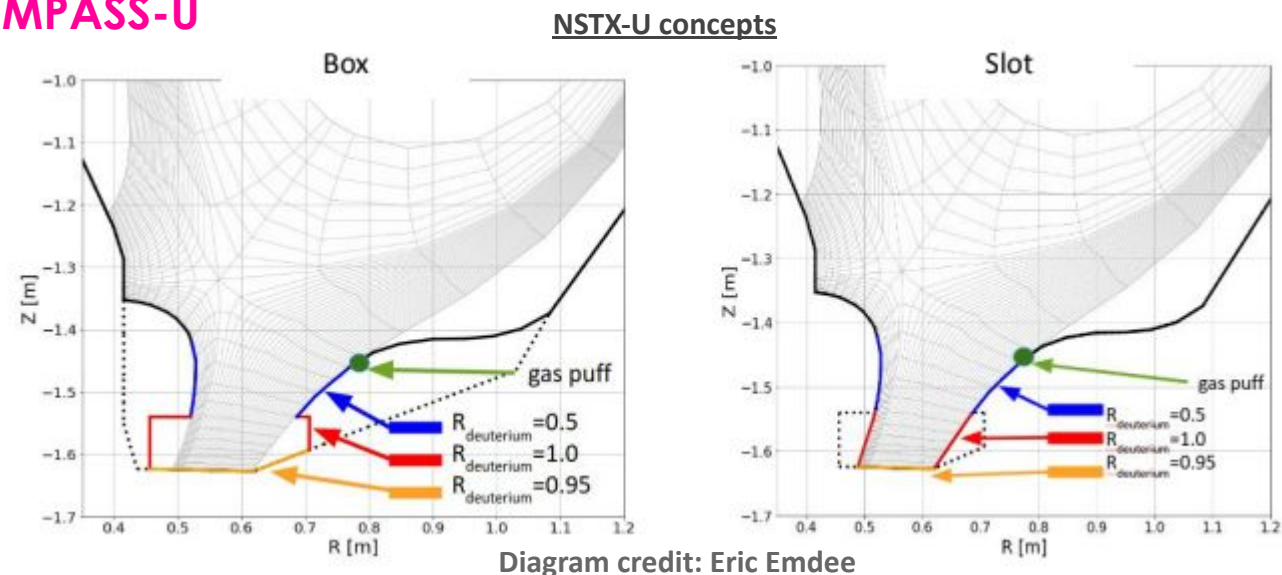 MPASS-U
NSTX-U concepts
Box
Slot
−1.0
−1.1
−1.2
−1.3
−1.4
−1.5
−1.6
−1.7
Z [m]
0.4 0.5 0.6 0.7 0.8 0.9 1.0 1.1 1.2
R [m]
gas puff
R_deuterium=0.5
R_deuterium=1.0
R_deuterium=0.95
−1.0
−1.1
−1.2
−1.3
−1.4
−1.5
−1.6
−1.7
Z [m]
0.4 0.5 0.6 0.7 0.8 0.9 1.0 1.1 1.2
R [m]
gas puff
R_deuterium=0.5
R_deuterium=1.0
R_deuterium=0.95
Diagram credit: Eric Emdee